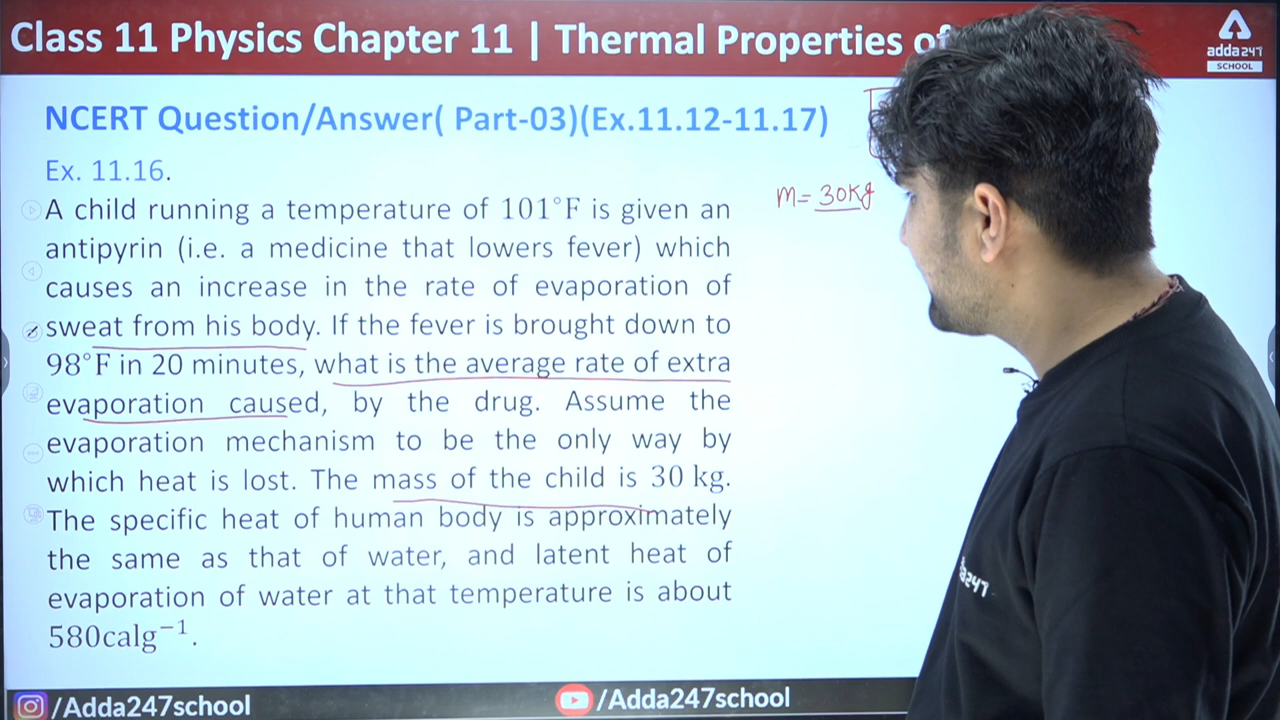 Class 11 Physics Chapter 11 | Thermal Properties of
adda247
SCHOOL
NCERT Question/Answer( Part-03)(Ex.11.12-11.17)
Ex. 11.16.
m= 30kg
A child running a temperature of 101°F is given an
antipyrin (i.e. a medicine that lowers fever) which
causes an increase in the rate of evaporation of
sweat from his body. If the fever is brought down to
98°F in 20 minutes, what is the average rate of extra
evaporation caused, by the drug. Assume the
evaporation mechanism to be the only way by
which heat is lost. The mass of the child is 30 kg.
The specific heat of human body is approximately
the same as that of water, and latent heat of
evaporation of water at that temperature is about
580calg⁻¹.
/Adda247school
/Adda247school